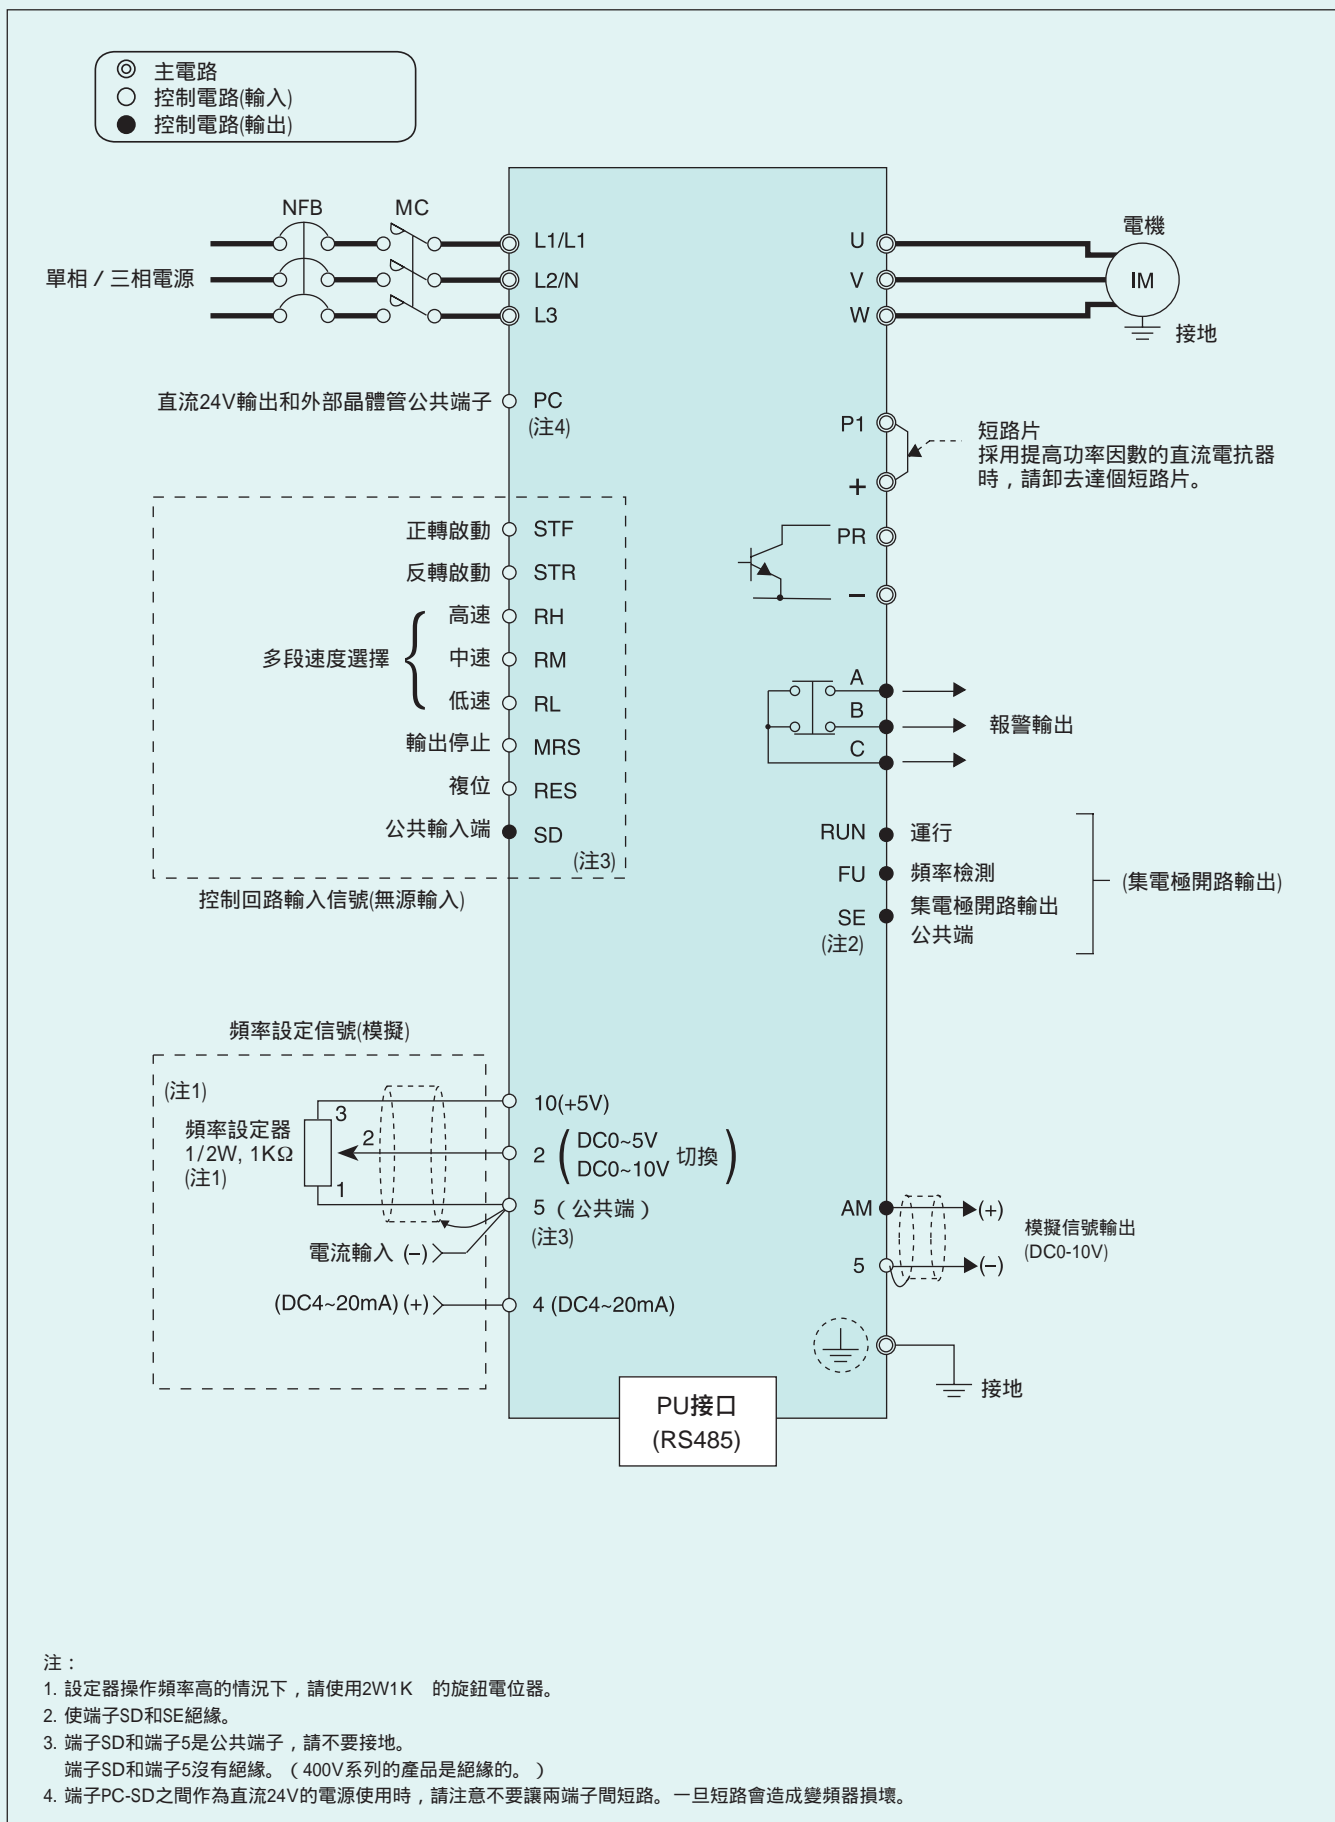 主電路
控制電路(輸入)
控制電路(輸出)
NFB
MC
單相 / 三相電源
L1/L1
L2/N
L3
U
V
W
電機
IM
接地
直流24V輸出和外部晶體管公共端子
PC
(注4)
P1
+
短路片
採用提高功率因數的直流電抗器
時，請卸去達個短路片。
PR
−
正轉啟動
STF
反轉啟動
STR
多段速度選擇
高速
RH
中速
RM
低速
RL
輸出停止
MRS
複位
RES
公共輸入端
SD
(注3)
控制回路輸入信號(無源輸入)
A
B
C
報警輸出
RUN
運行
FU
頻率檢測
SE
(注2)
集電極開路輸出
公共端
(集電極開路輸出)
頻率設定信號(模擬)
(注1)
頻率設定器
1/2W, 1KΩ
(注1)
3
2
1
10(+5V)
2
DC0~5V
DC0~10V
切換
5（公共端）
(注3)
電流輸入 (−)
(DC4~20mA) (+)
4 (DC4~20mA)
AM
(+)
5
(−)
模擬信號輸出
(DC0-10V)
接地
PU接口
(RS485)
注：
1. 設定器操作頻率高的情況下，請使用2W1K 的旋鈕電位器。
2. 使端子SD和SE絕緣。
3. 端子SD和端子5是公共端子，請不要接地。
端子SD和端子5沒有絕緣。（400V系列的產品是絕緣的。）
4. 端子PC-SD之間作為直流24V的電源使用時，請注意不要讓兩端子間短路。一旦短路會造成變頻器損壞。